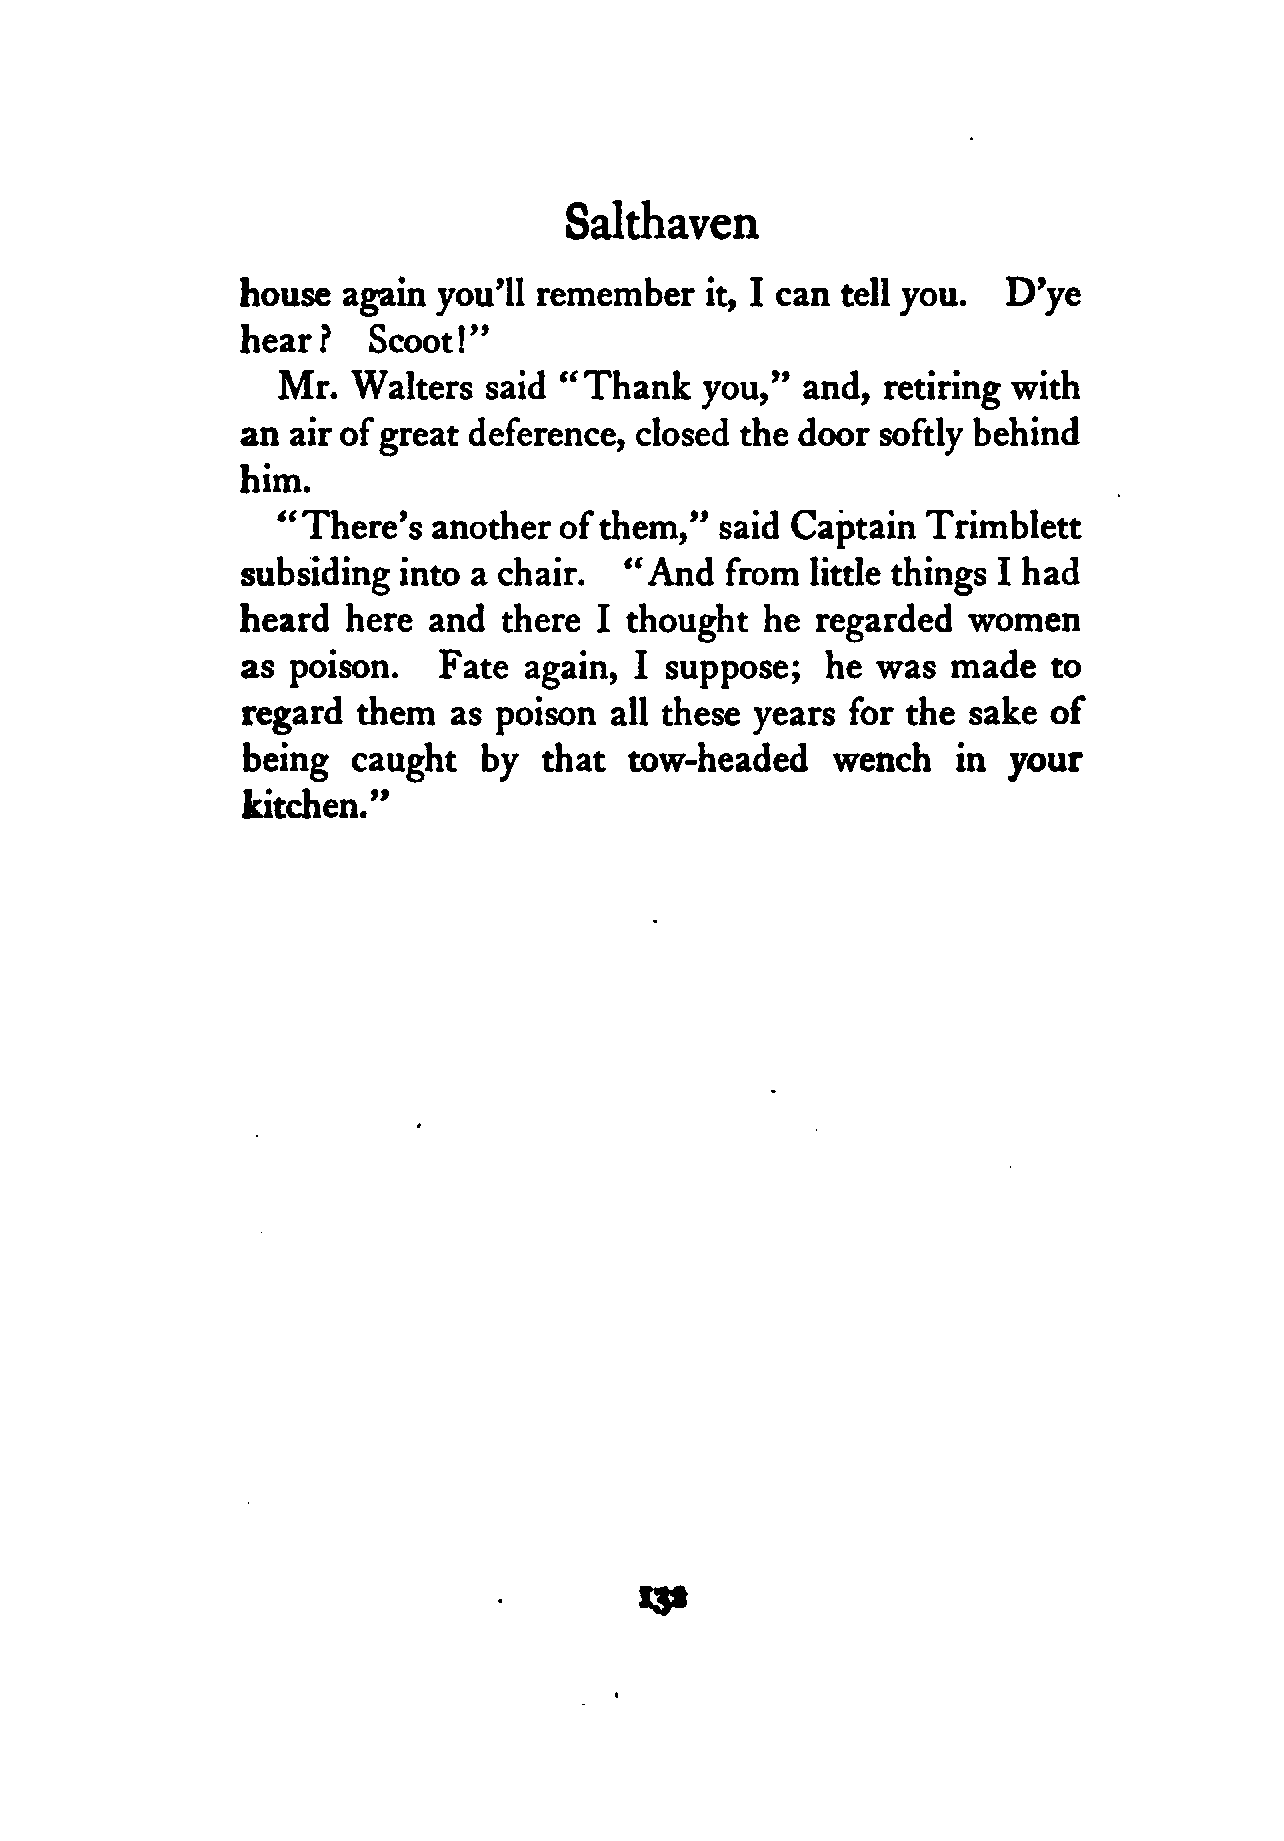 Salthaven
house again you'll remember it, I can tell you. D'ye
hear? Scoot!"
Mr. Walters said "Thank you," and, retiring with
an air of great deference, closed the door softly behind
him.
"There's another of them," said Captain Trimblett
subsiding into a chair. "And from little things I had
heard here and there I thought he regarded women
as poison. Fate again, I suppose; he was made to
regard them as poison all these years for the sake of
being caught by that tow-headed wench in your
kitchen."